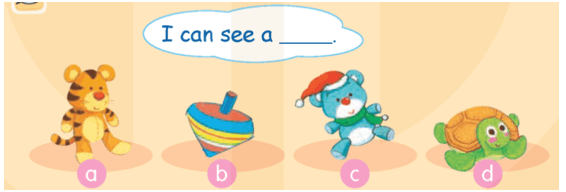 I can see a _____.
a b c d